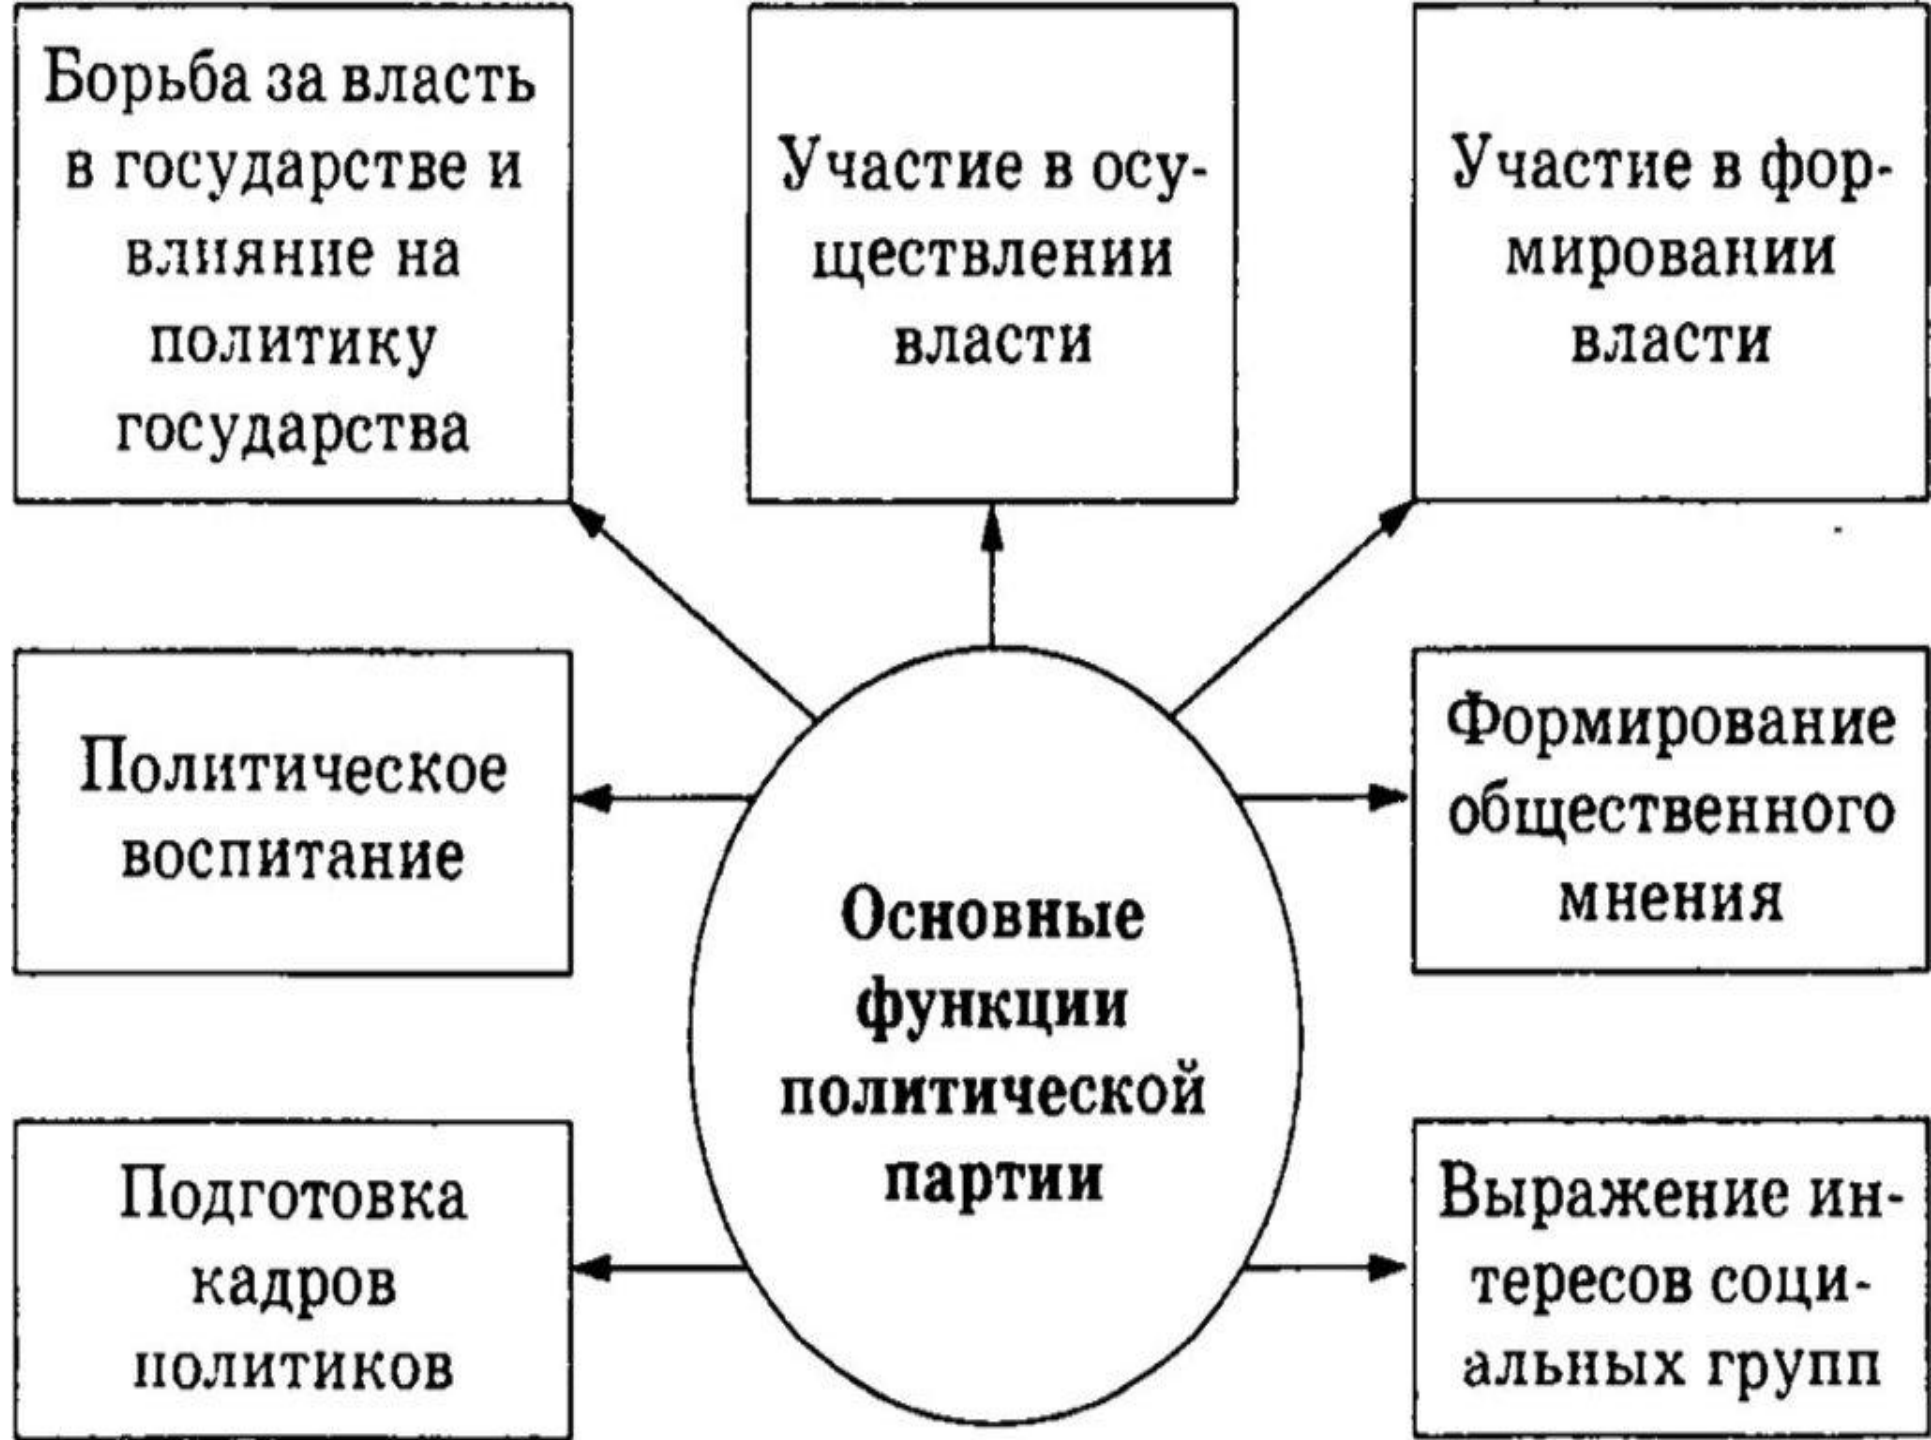 Борьба за власть
в государстве и
влияние на
политику
государства
Участие в осу-
ществлении
власти
Участие в фор-
мировании
власти
Политическое
воспитание
Формирование
общественного
мнения
Основные
функции
политической
партии
Подготовка
кадров
политиков
Выражение ин-
тересов соци-
альных групп